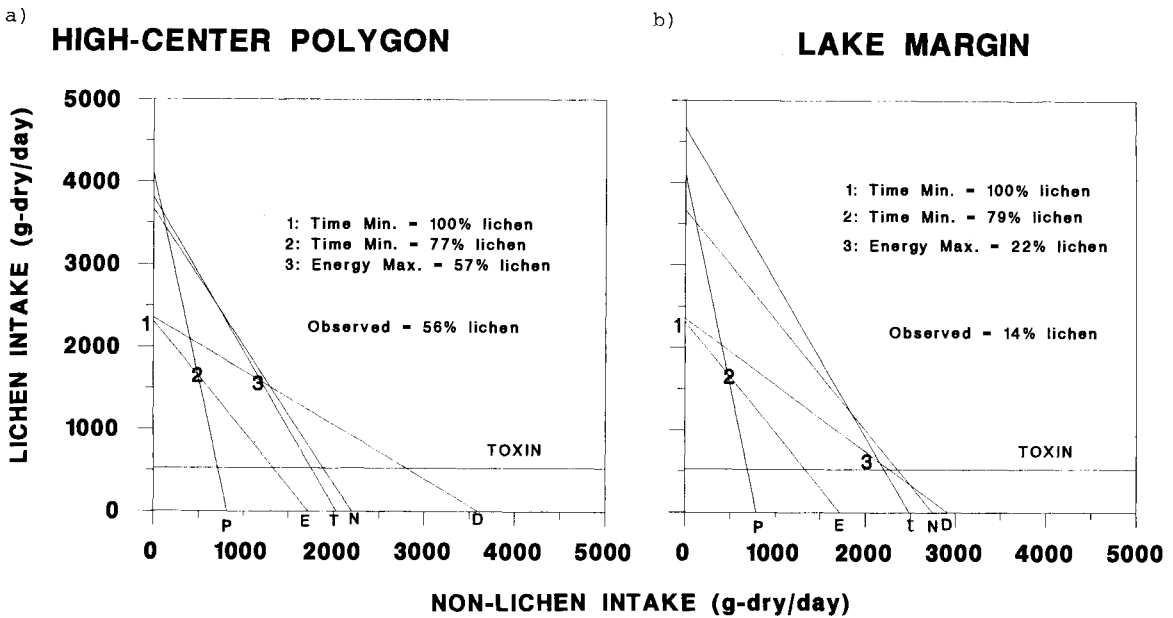 a)
HIGH-CENTER POLYGON
LICHEN INTAKE (g-dry/day)
5000
4000
3000
2000
1000
0
1: Time Min. = 100% lichen
2: Time Min. = 77% lichen
3: Energy Max. = 57% lichen
Observed = 56% lichen
1
2
3
TOXIN
P E T N D
0 1000 2000 3000 4000 5000
b)
LAKE MARGIN
1: Time Min. = 100% lichen
2: Time Min. = 79% lichen
3: Energy Max. = 22% lichen
Observed = 14% lichen
1
2
3
TOXIN
P E t N D
0 1000 2000 3000 4000 5000
NON-LICHEN INTAKE (g-dry/day)